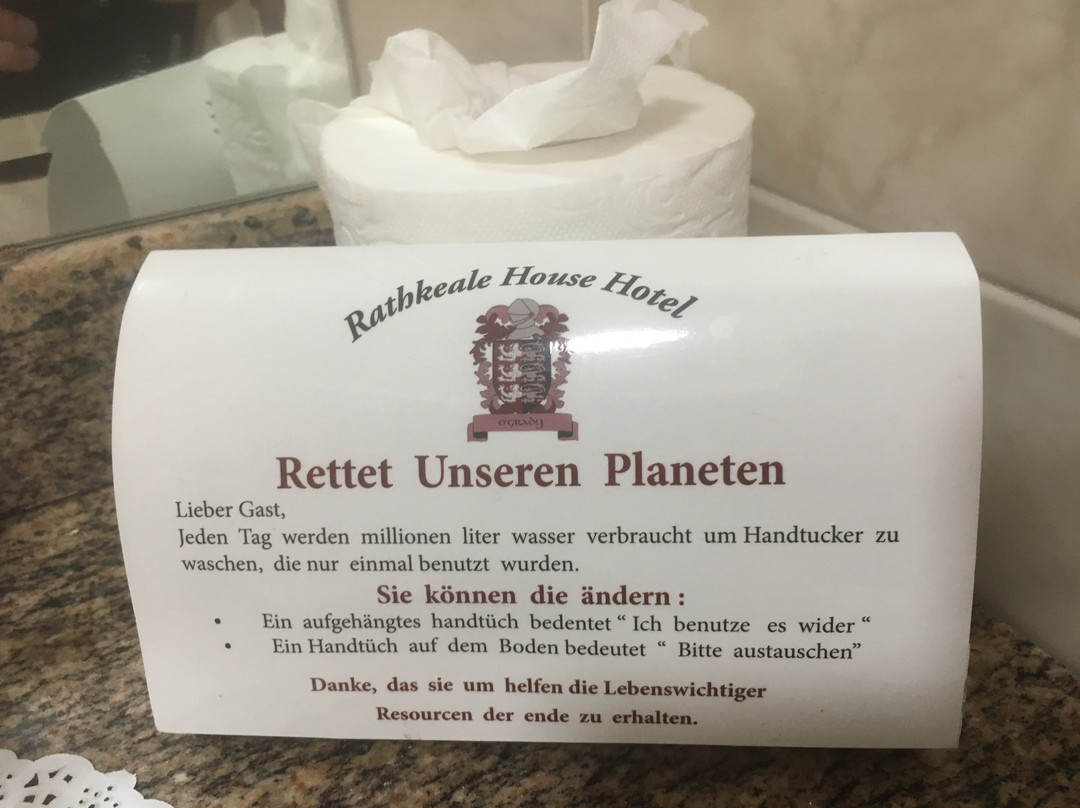 Rathkeale House Hotel
O'GRADY
Rettet Unseren Planeten
Lieber Gast,
Jeden Tag werden millionen liter wasser verbraucht um Handtucker zu
waschen, die nur einmal benutzt wurden.
Sie können die ändern :
• Ein aufgehängtes handtüch bedentet “ Ich benutze es wider “
• Ein Handtüch auf dem Boden bedeutet “ Bitte austauschen”
Danke, das sie um helfen die Lebenswichtiger
Resourcen der ende zu erhalten.